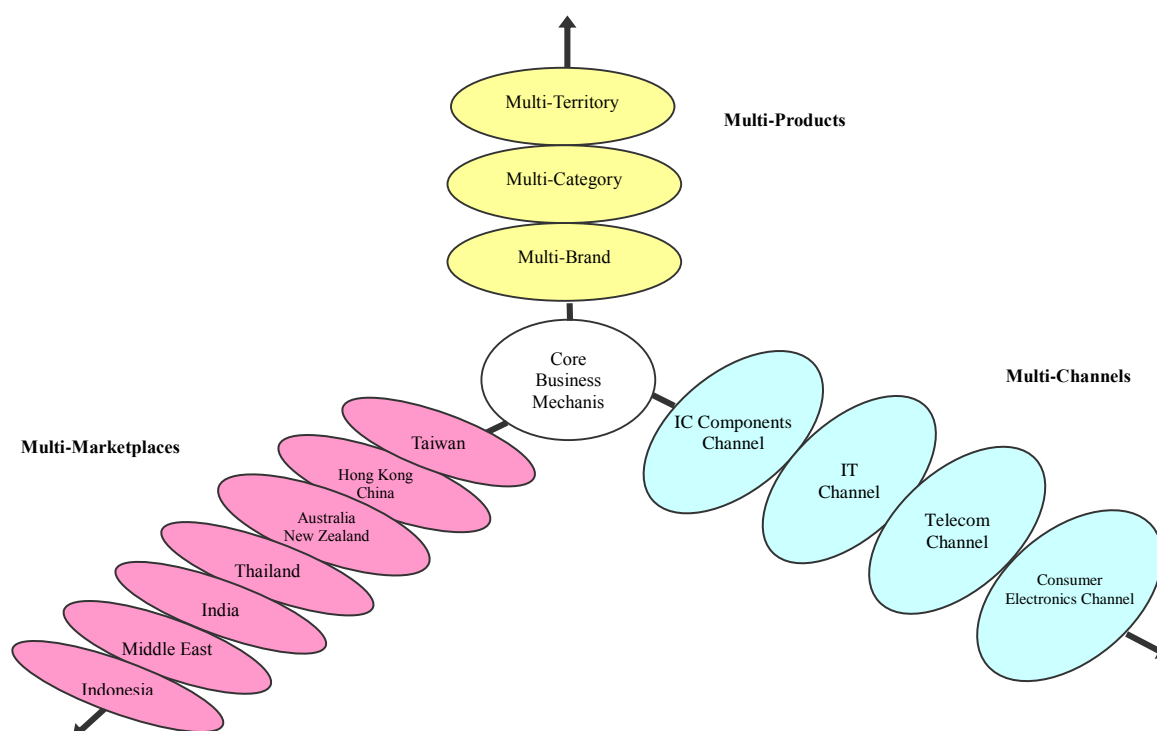 Multi-Territory
Multi-Products
Multi-Category
Multi-Brand
Core
Business
Mechanis
Multi-Channels
IC Components
Channel
IT
Channel
Telecom
Channel
Consumer
Electronics Channel
Multi-Marketplaces
Taiwan
Hong Kong
China
Australia
New Zealand
Thailand
India
Middle East
Indonesia